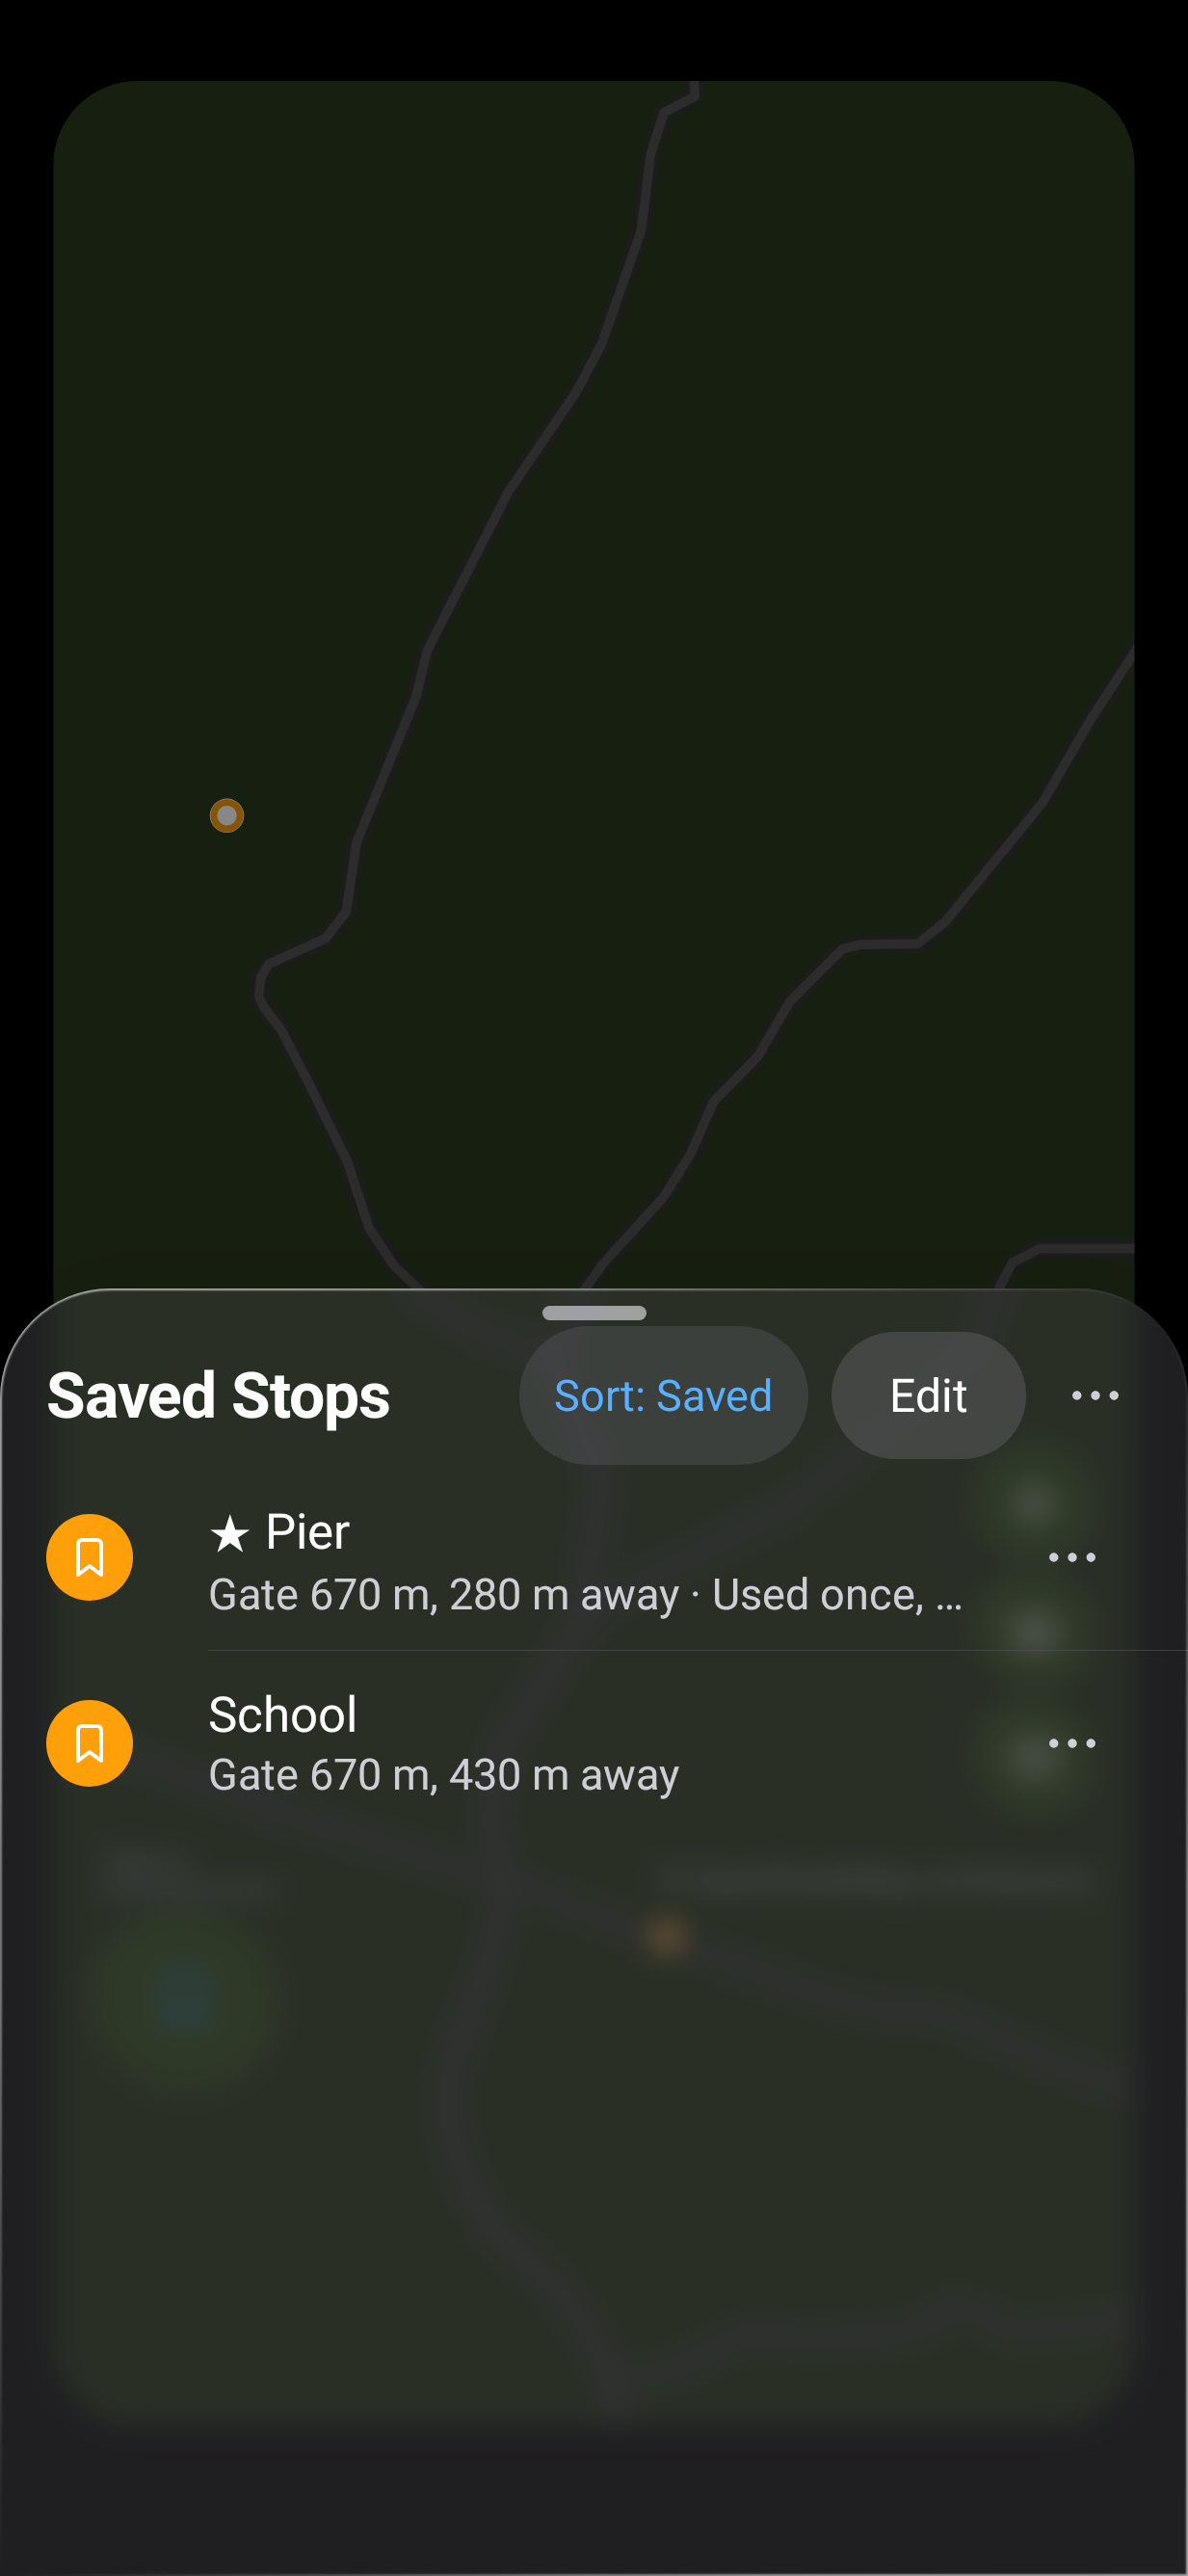 Saved Stops
Sort: Saved
Edit
★ Pier
Gate 670 m, 280 m away · Used once, …
School
Gate 670 m, 430 m away